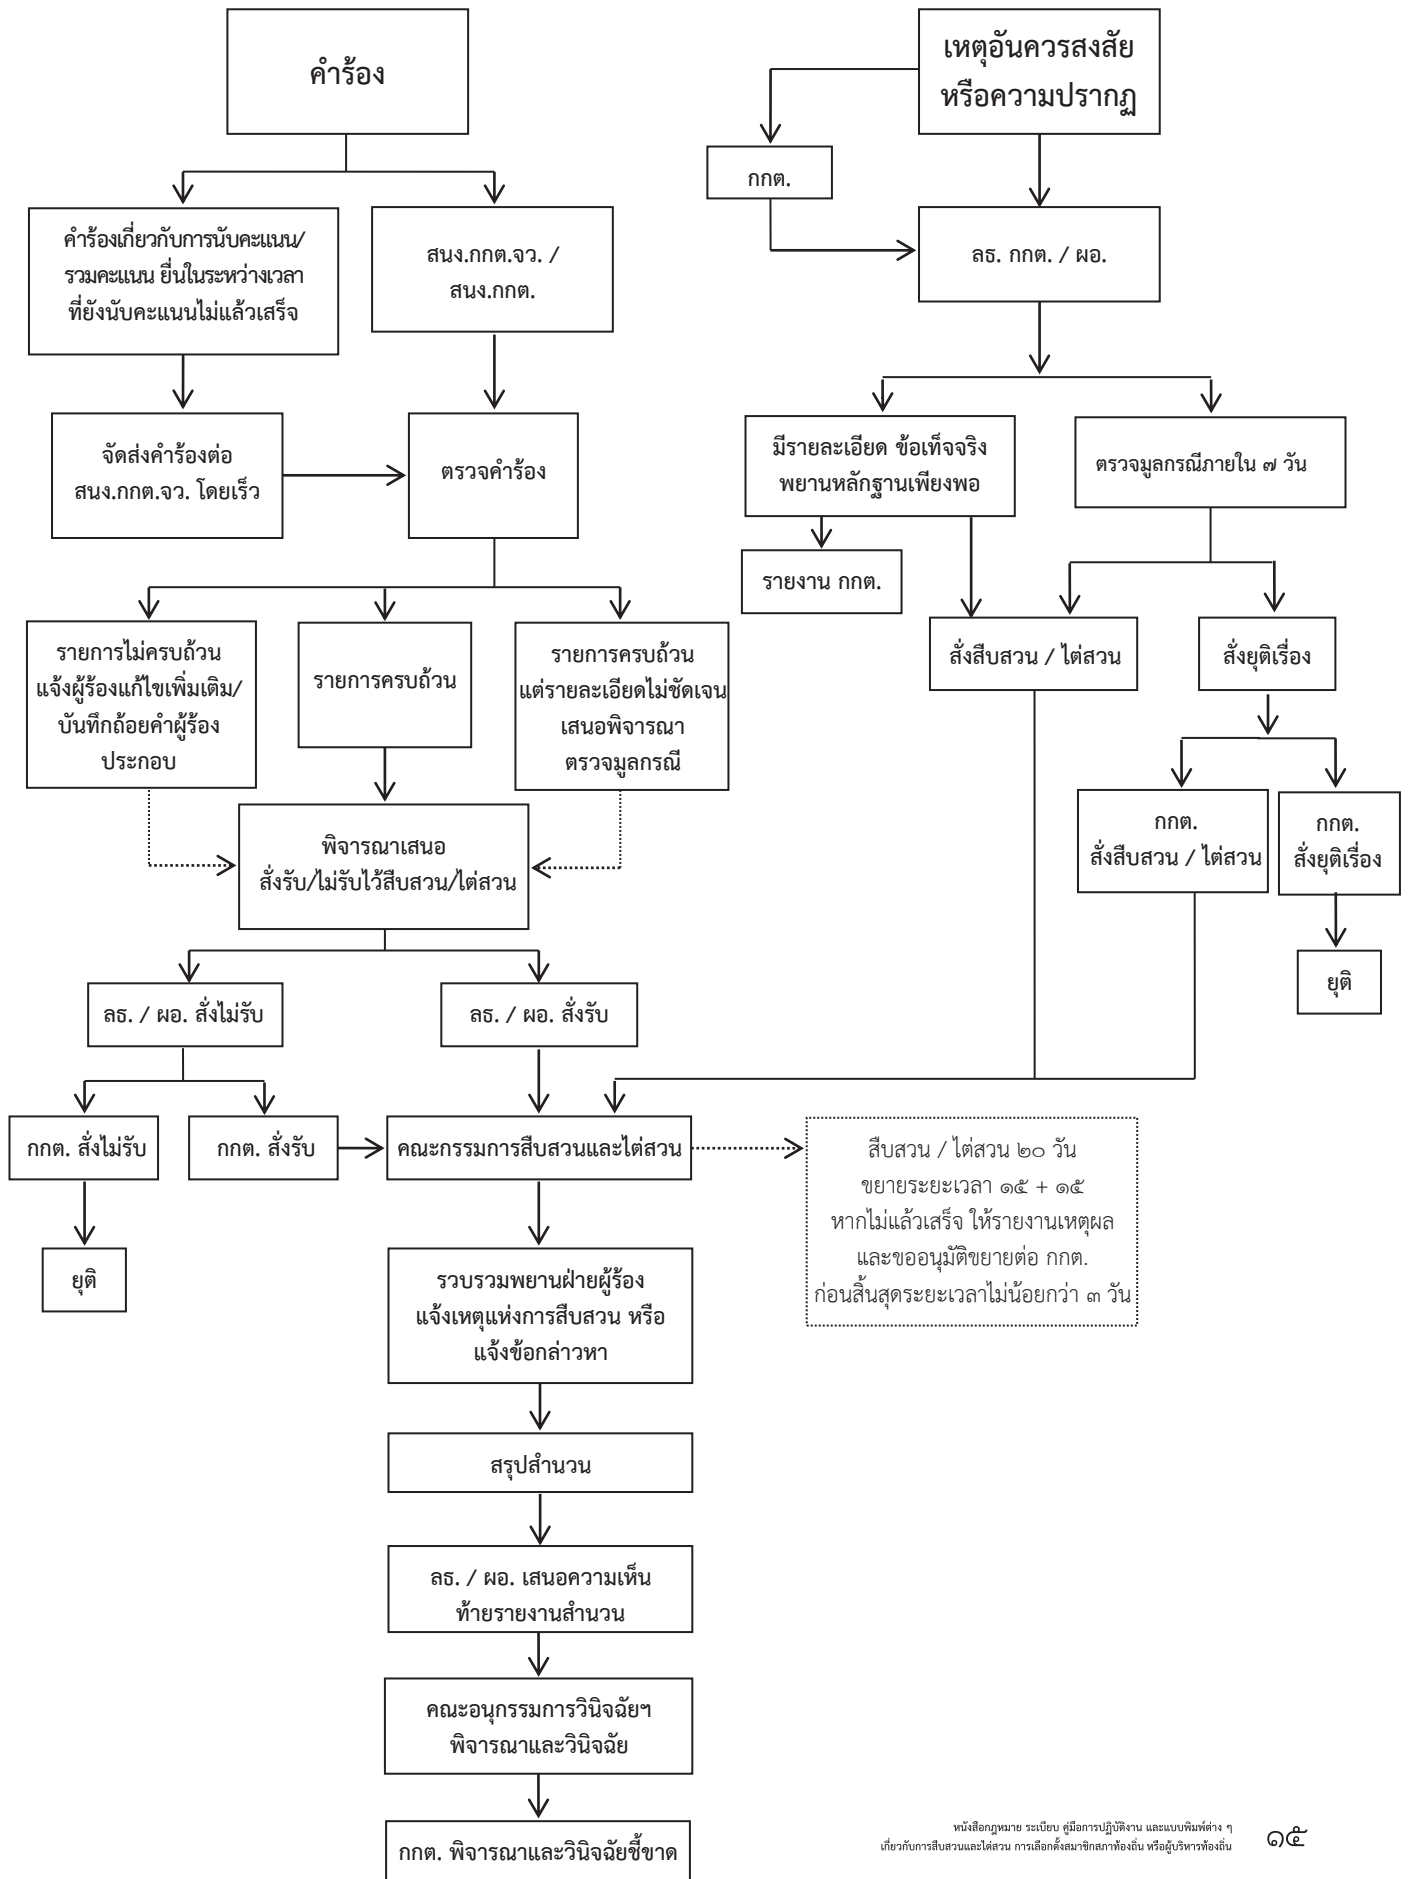 คำร้อง
เหตุอันควรสงสัย
หรือความปรากฏ
กกต.
คำร้องเกี่ยวกับการนับคะแนน/
รวมคะแนน ยื่นในระหว่างเวลา
ที่ยังนับคะแนนไม่แล้วเสร็จ
สนง.กกต.จว. /
สนง.กกต.
ลธ. กกต. / ผอ.
จัดส่งคำร้องต่อ
สนง.กกต.จว. โดยเร็ว
ตรวจคำร้อง
มีรายละเอียด ข้อเท็จจริง
พยานหลักฐานเพียงพอ
ตรวจมูลกรณีภายใน ๗ วัน
รายงาน กกต.
รายการไม่ครบถ้วน
แจ้งผู้ร้องแก้ไขเพิ่มเติม/
บันทึกถ้อยคำผู้ร้อง
ประกอบ
รายการครบถ้วน
รายการครบถ้วน
แต่รายละเอียดไม่ชัดเจน
เสนอพิจารณา
ตรวจมูลกรณี
สั่งสืบสวน / ไต่สวน
สั่งยุติเรื่อง
พิจารณาเสนอ
สั่งรับ/ไม่รับไว้สืบสวน/ไต่สวน
กกต.
สั่งสืบสวน / ไต่สวน
กกต.
สั่งยุติเรื่อง
ยุติ
ลธ. / ผอ. สั่งไม่รับ
ลธ. / ผอ. สั่งรับ
กกต. สั่งไม่รับ
กกต. สั่งรับ
คณะกรรมการสืบสวนและไต่สวน
สืบสวน / ไต่สวน ๒๐ วัน
ขยายระยะเวลา ๑๕ + ๑๕
หากไม่แล้วเสร็จ ให้รายงานเหตุผล
และขออนุมัติขยายต่อ กกต.
ก่อนสิ้นสุดระยะเวลาไม่น้อยกว่า ๓ วัน
ยุติ
รวบรวมพยานฝ่ายผู้ร้อง
แจ้งเหตุแห่งการสืบสวน หรือ
แจ้งข้อกล่าวหา
สรุปสำนวน
ลธ. / ผอ. เสนอความเห็น
ท้ายรายงานสำนวน
คณะอนุกรรมการวินิจฉัยฯ
พิจารณาและวินิจฉัย
กกต. พิจารณาและวินิจฉัยชี้ขาด
หนังสือกฎหมาย ระเบียบ คู่มือการปฏิบัติงาน และแบบพิมพ์ต่าง ๆ
เกี่ยวกับการสืบสวนและไต่สวน การเลือกตั้งสมาชิกสภาท้องถิ่น หรือผู้บริหารท้องถิ่น
๑๕